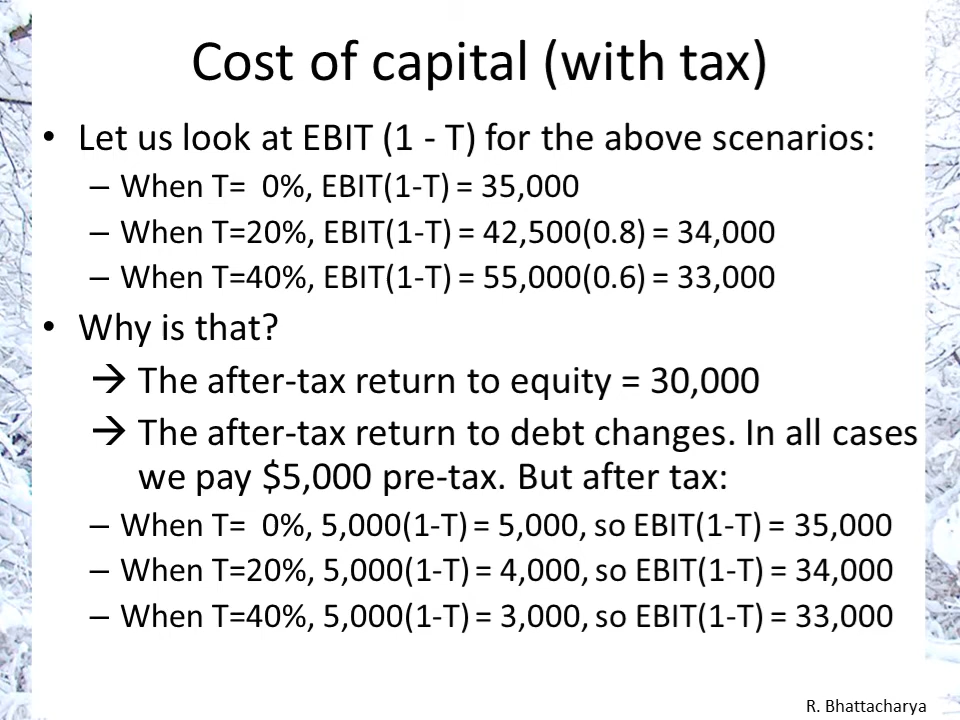 Cost of capital (with tax)
• Let us look at EBIT (1 - T) for the above scenarios:
– When T= 0%, EBIT(1-T) = 35,000
– When T=20%, EBIT(1-T) = 42,500(0.8) = 34,000
– When T=40%, EBIT(1-T) = 55,000(0.6) = 33,000
• Why is that?
→ The after-tax return to equity = 30,000
→ The after-tax return to debt changes. In all cases
we pay $5,000 pre-tax. But after tax:
– When T= 0%, 5,000(1-T) = 5,000, so EBIT(1-T) = 35,000
– When T=20%, 5,000(1-T) = 4,000, so EBIT(1-T) = 34,000
– When T=40%, 5,000(1-T) = 3,000, so EBIT(1-T) = 33,000
R. Bhattacharya